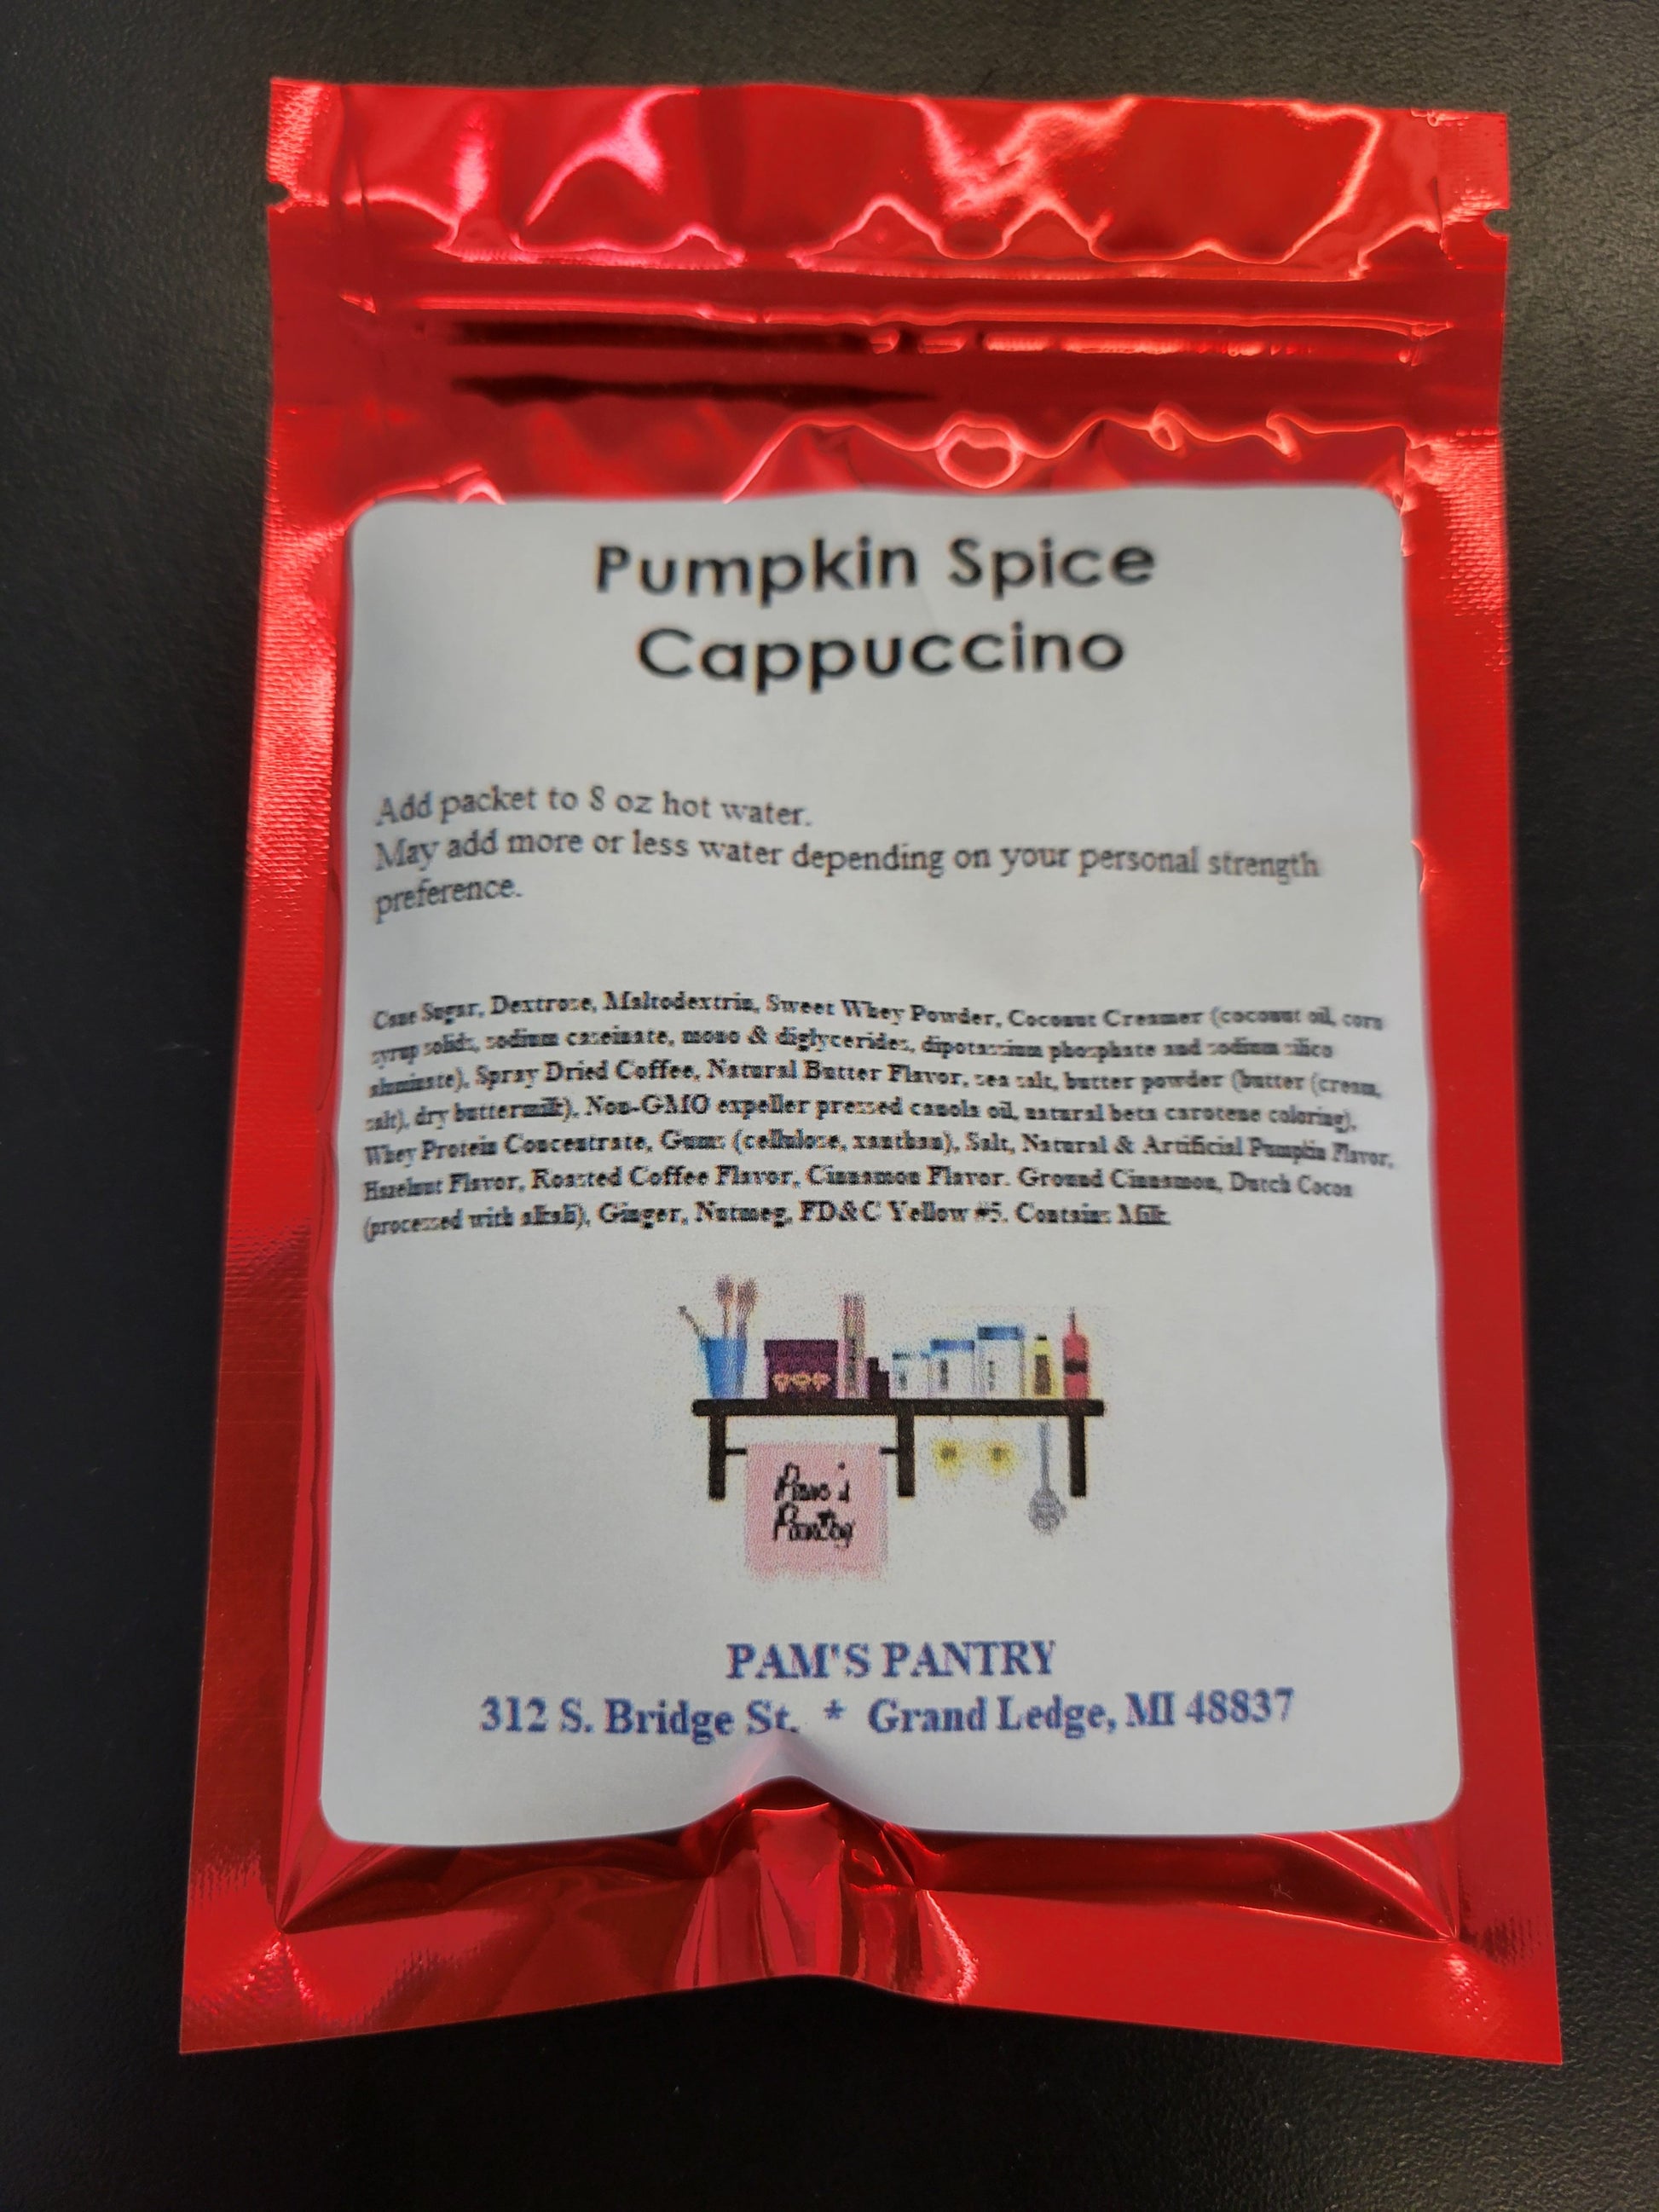 Pumpkin Spice
Cappuccino
Add packet to 8 oz hot water.
May add more or less water depending on your personal strength
preference.
Cane Sugar, Dextrose, Maltodextrin, Sweet Whey Powder, Coconut Creamer (coconut oil, corn
syrup solids, sodium caseinate, mono & diglycerides, dipotassium phosphate and sodium silico
aluminate), Spray Dried Coffee, Natural Butter Flavor, sea salt, butter powder (butter (cream,
salt), dry buttermilk), Non-GMO expeller pressed canola oil, natural beta carotene coloring),
Whey Protein Concentrate, Gums (cellulose, xanthan), Salt, Natural & Artificial Pumpkin Flavor,
Hazelnut Flavor, Roasted Coffee Flavor, Cinnamon Flavor. Ground Cinnamon, Dutch Cocoa
(processed with alkali), Ginger, Nutmeg, FD&C Yellow #5. Contains Milk.
Pam's
Pantry
PAM'S PANTRY
312 S. Bridge St. * Grand Ledge, MI 48837